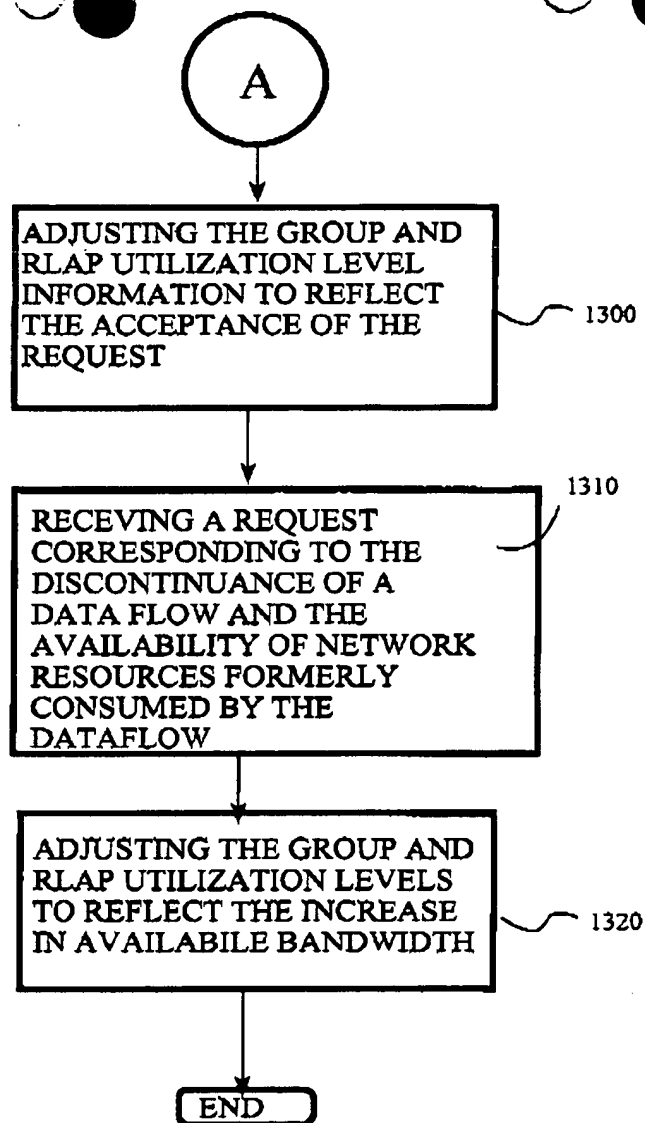 A
ADJUSTING THE GROUP AND
RLAP UTILIZATION LEVEL
INFORMATION TO REFLECT
THE ACCEPTANCE OF THE
REQUEST
1300
1310
RECEVING A REQUEST
CORRESPONDING TO THE
DISCONTINUANCE OF A
DATA FLOW AND THE
AVAILABILITY OF NETWORK
RESOURCES FORMERLY
CONSUMED BY THE
DATAFLOW
ADJUSTING THE GROUP AND
RLAP UTILIZATION LEVELS
TO REFLECT THE INCREASE
IN AVAILABILE BANDWIDTH
1320
END